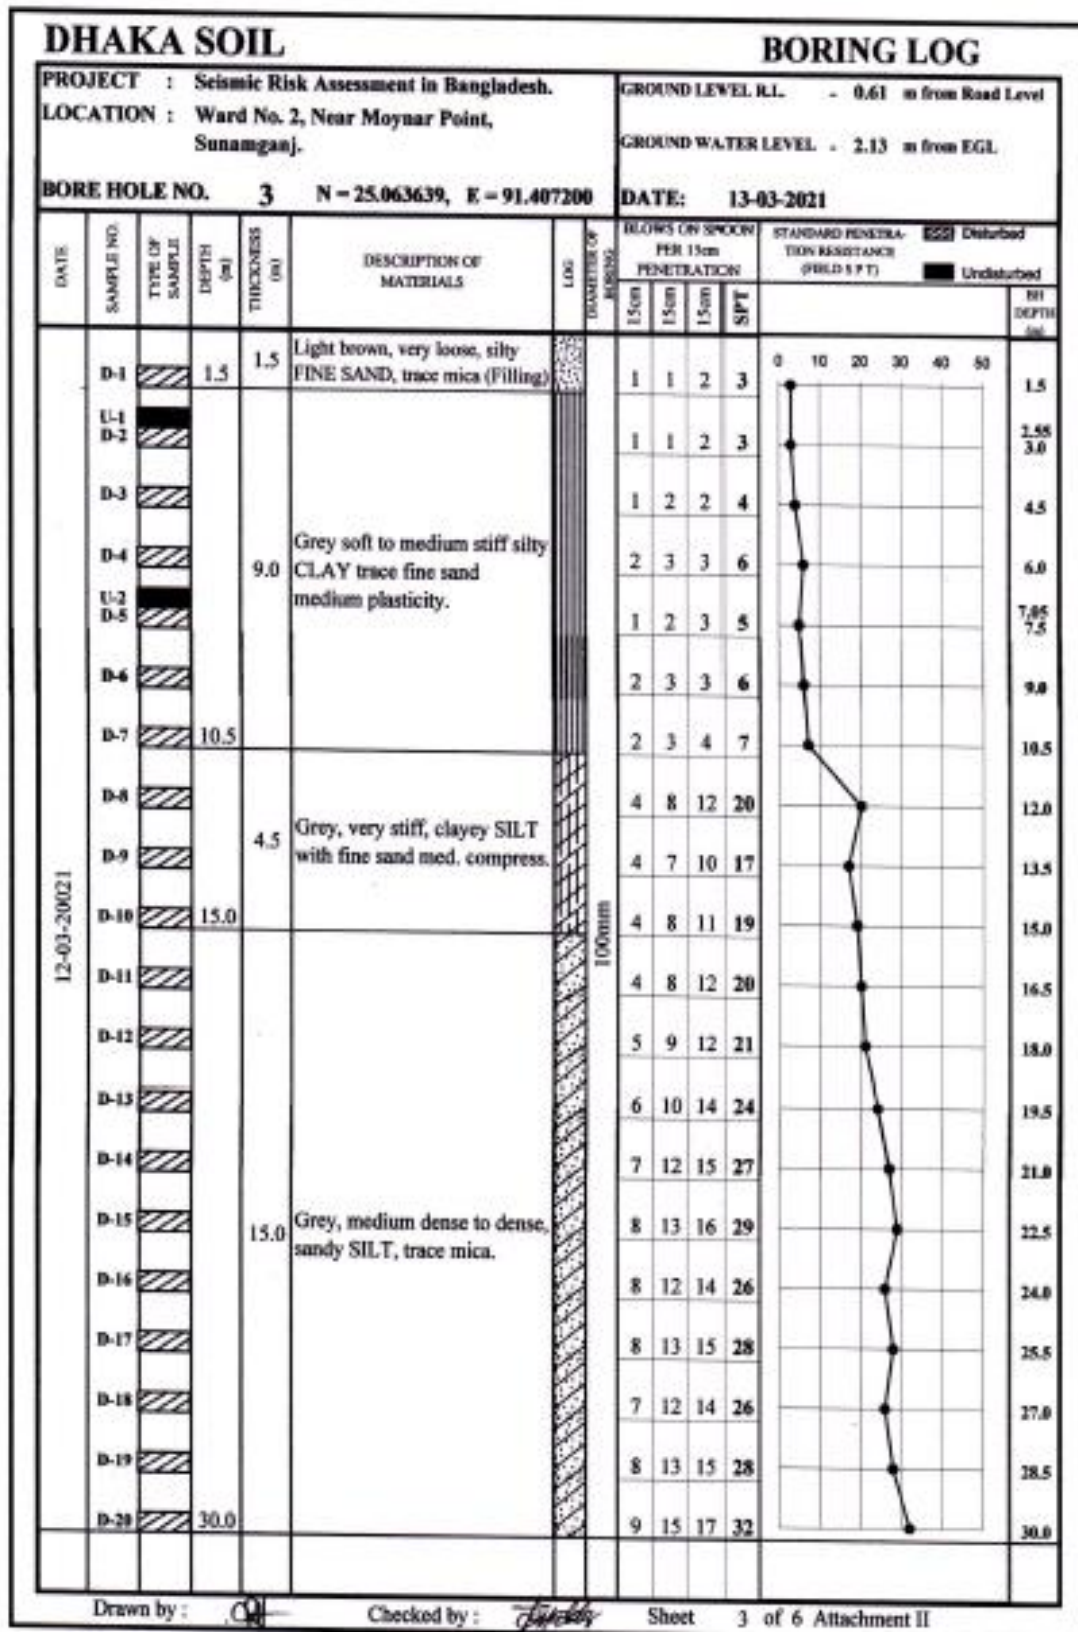 DHAKA SOIL
BORING LOG
PROJECT : Seismic Risk Assessment in Bangladesh.
LOCATION : Ward No. 2, Near Moynar Point,
Sunamganj.
BORE HOLE NO. 3 N = 25.063639, E = 91.407200
GROUND LEVEL R.L. - 0.61 m from Road Level
GROUND WATER LEVEL - 2.13 m from EGL
DATE: 13-03-2021
DATE
SAMPLE NO.
TYPE OF SAMPLE
DEPTH (m)
THICKNESS (m)
DESCRIPTION OF MATERIALS
LOG
DIAMETER OF BORING
BLOWS ON SPOON PER 15cm PENETRATION
15cm 15cm 15cm SPT
STANDARD PENETRA-
TION RESISTANCE
(FIELD S P T)
Disturbed
Undisturbed
BH DEPTH (m)
0 10 20 30 40 50
12-03-20021
100mm
1.5 Light brown, very loose, silty
FINE SAND, trace mica (Filling)
D-1 1.5 1 1 2 3 1.5
U-1 2.55
D-2 1 1 2 3 3.0
D-3 1 2 2 4 4.5
9.0 Grey soft to medium stiff silty
CLAY trace fine sand
medium plasticity.
D-4 2 3 3 6 6.0
U-2 7.05
D-5 1 2 3 5 7.5
D-6 2 3 3 6 9.0
D-7 10.5 2 3 4 7 10.5
D-8 4 8 12 20 12.0
4.5 Grey, very stiff, clayey SILT
with fine sand med. compress.
D-9 4 7 10 17 13.5
D-10 15.0 4 8 11 19 15.0
D-11 4 8 12 20 16.5
D-12 5 9 12 21 18.0
D-13 6 10 14 24 19.5
D-14 7 12 15 27 21.0
15.0 Grey, medium dense to dense,
sandy SILT, trace mica.
D-15 8 13 16 29 22.5
D-16 8 12 14 26 24.0
D-17 8 13 15 28 25.5
D-18 7 12 14 26 27.0
D-19 8 13 15 28 28.5
D-20 30.0 9 15 17 32 30.0
Drawn by : Checked by : Sheet 3 of 6 Attachment II